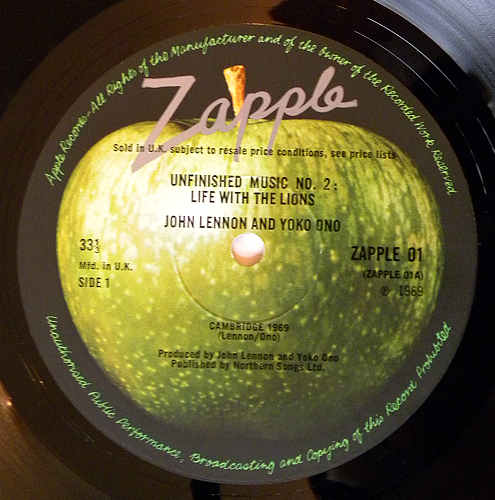 Apple Records-All Rights of the Manufacturer and of the Owner of the Recorded Work Reserved
Zapple
Sold in U.K. subject to resale price conditions, see price lists
UNFINISHED MUSIC NO. 2:
LIFE WITH THE LIONS
JOHN LENNON AND YOKO ONO
33⅓
Mfd. in U.K.
SIDE 1
ZAPPLE 01
(ZAPPLE 01A)
℗ 1969
CAMBRIDGE 1969
(Lennon/Ono)
Produced by John Lennon and Yoko Ono
Published by Northern Songs Ltd.
Unauthorised Public Performance, Broadcasting and Copying of this Record Prohibited